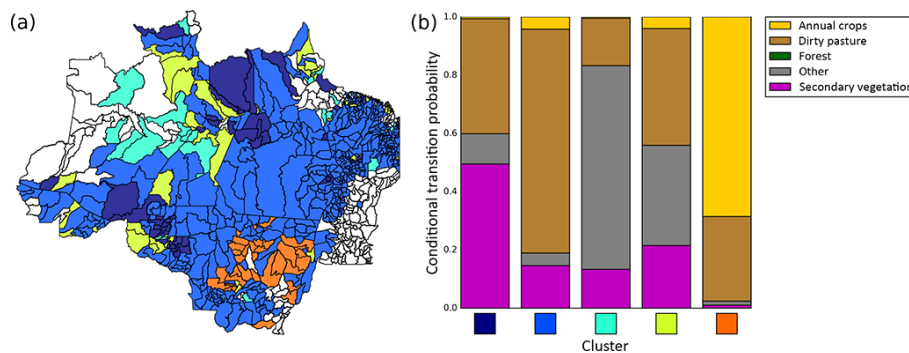 (a)
(b)
Conditional transition probability
1.0
0.8
0.6
0.4
0.2
0.0
Cluster
Annual crops
Dirty pasture
Forest
Other
Secondary vegetation